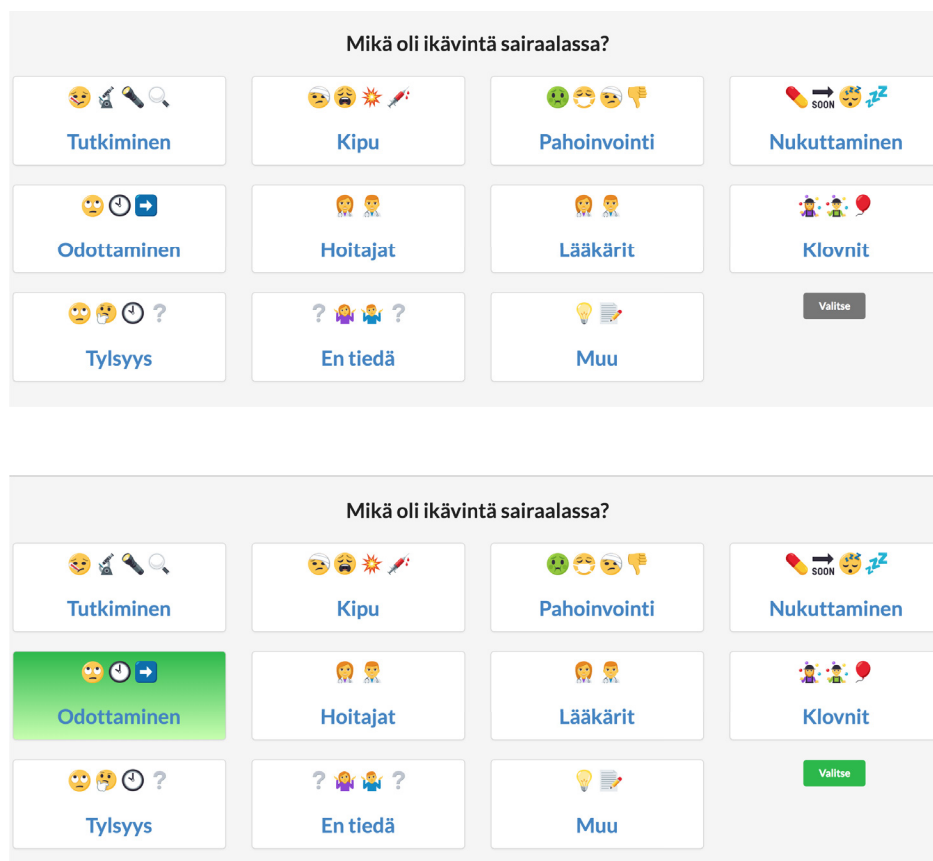 Mikä oli ikävintä sairaalassa?
Tutkiminen Kipu Pahoinvointi SOON Nukuttaminen
Odottaminen Hoitajat Lääkärit Klovnit
Tylsyys En tiedä Muu Valitse
Mikä oli ikävintä sairaalassa?
Tutkiminen Kipu Pahoinvointi SOON Nukuttaminen
Odottaminen Hoitajat Lääkärit Klovnit
Tylsyys En tiedä Muu Valitse